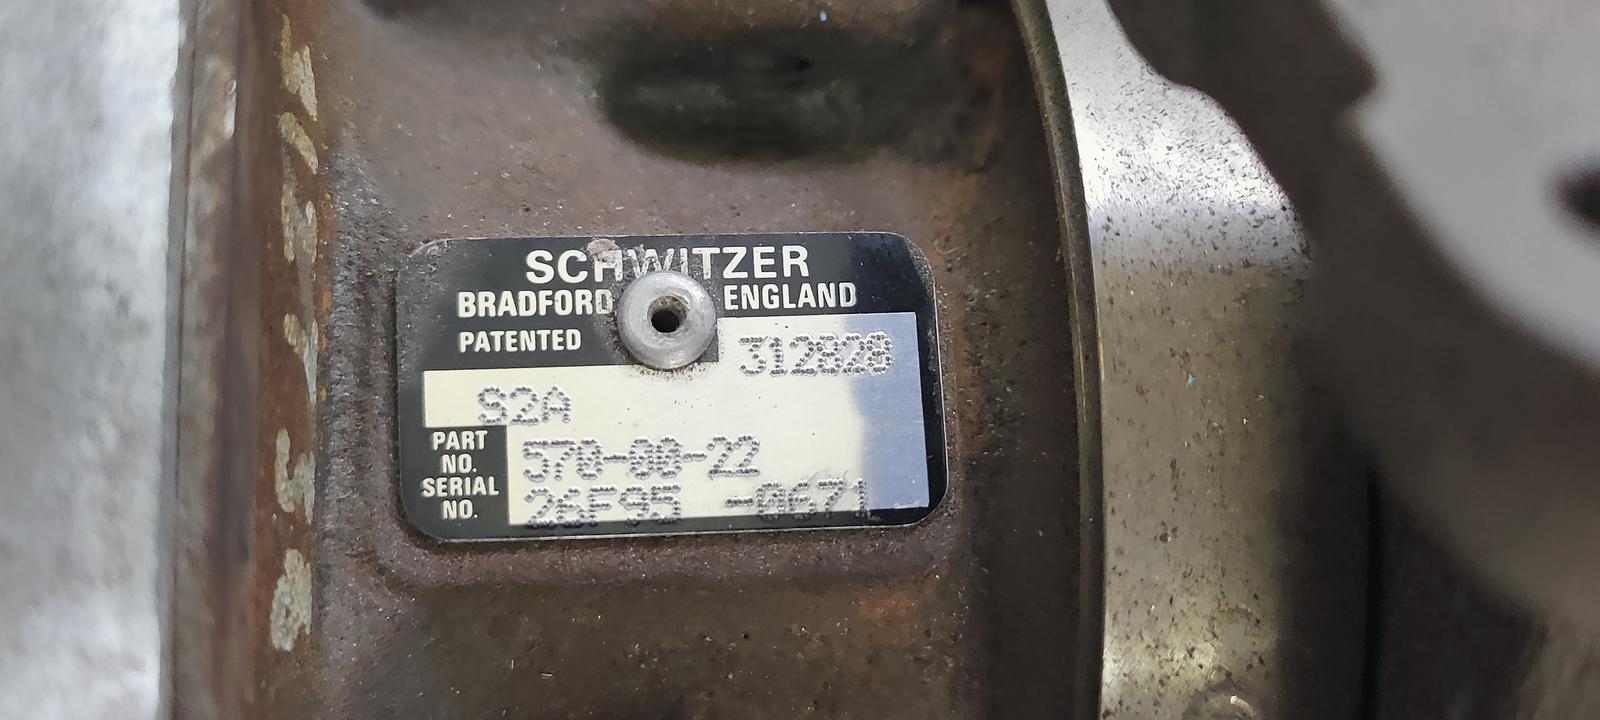 SCHWITZER
BRADFORD ENGLAND
PATENTED
312828
S2A
PART NO. 570-00-22
SERIAL NO. 26F95 -0671